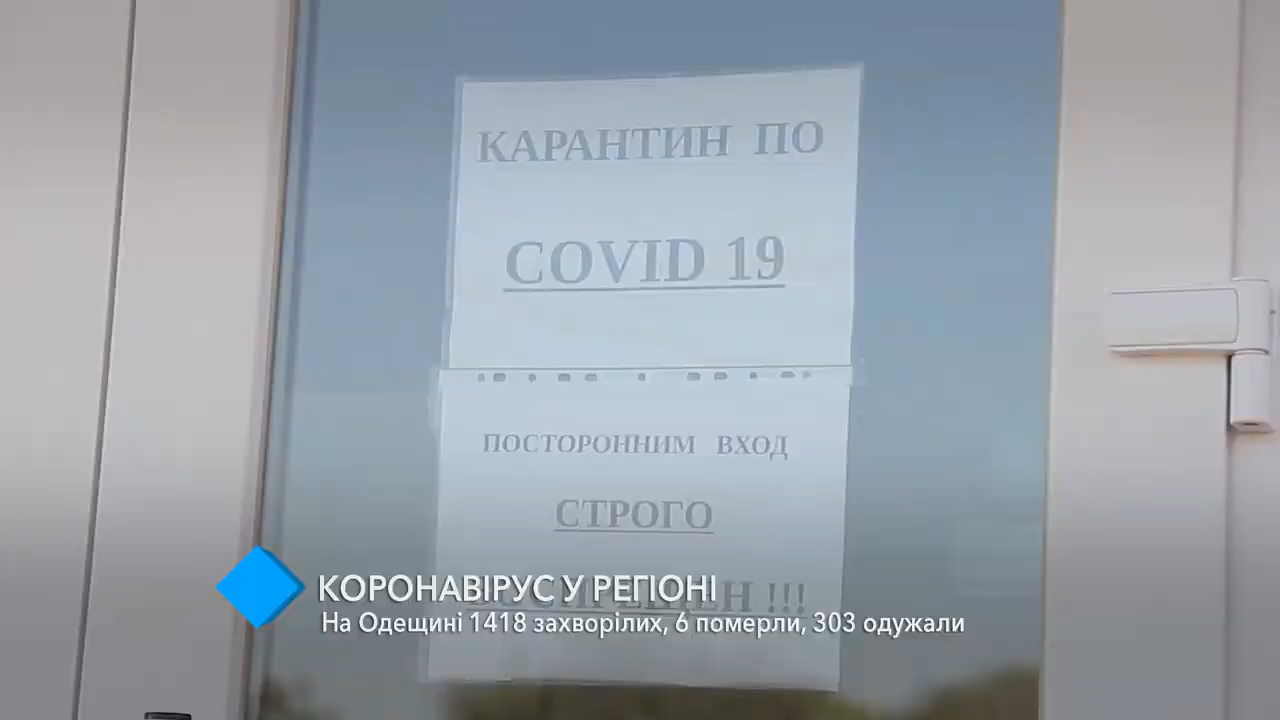 КАРАНТИН ПО
COVID 19
ПОСТОРОННИМ ВХОД
СТРОГО
!!!
КОРОНАВІРУС У РЕГІОНІ
На Одещині 1418 захворілих, 6 померли, 303 одужали